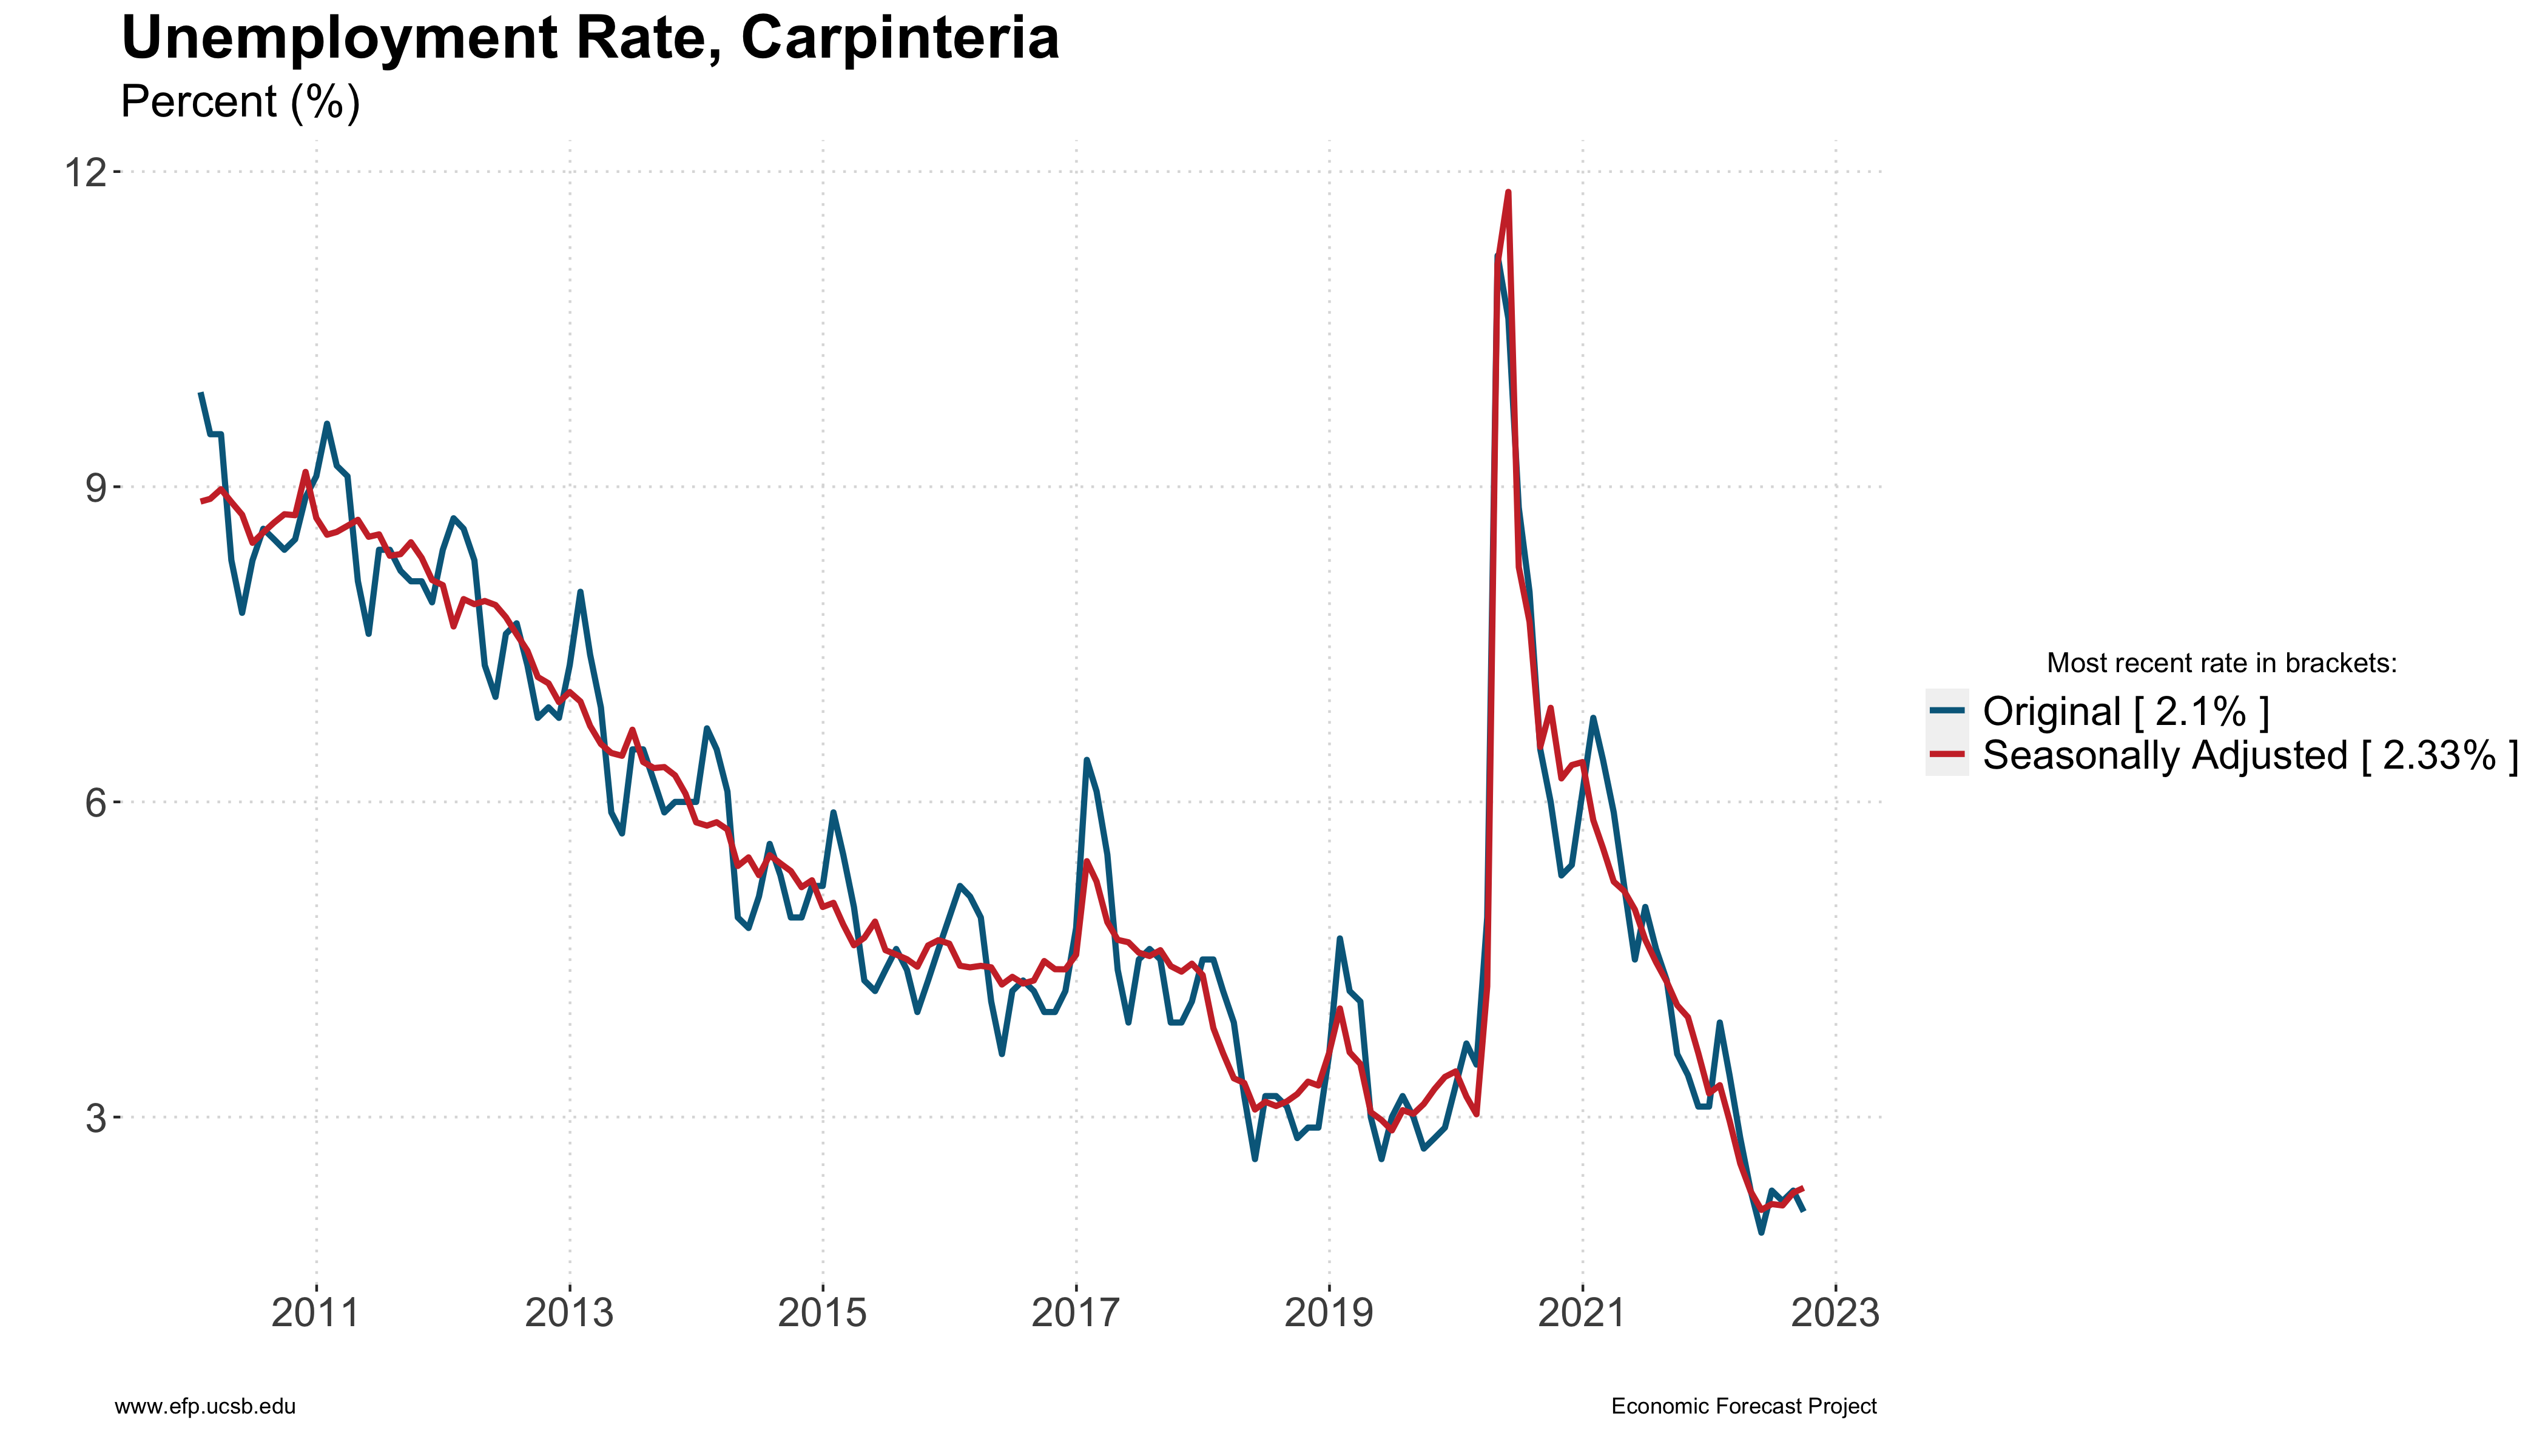 Unemployment Rate, Carpinteria
Percent (%)
12
9
6
3
2011 2013 2015 2017 2019 2021 2023
Most recent rate in brackets:
Original [ 2.1% ]
Seasonally Adjusted [ 2.33% ]
www.efp.ucsb.edu
Economic Forecast Project